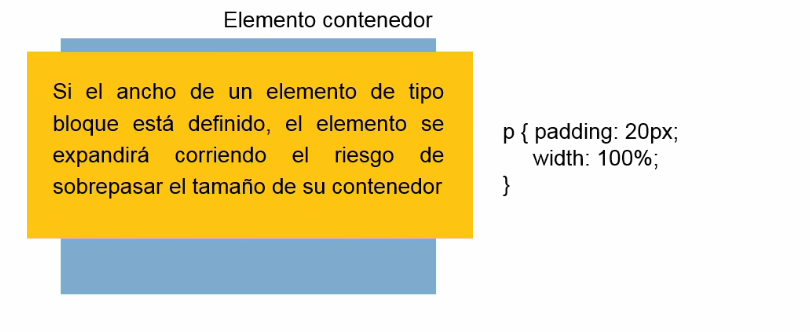 Elemento contenedor
Si el ancho de un elemento de tipo
bloque está definido, el elemento se
expandirá corriendo el riesgo de
sobrepasar el tamaño de su contenedor
p { padding: 20px;
width: 100%;
}